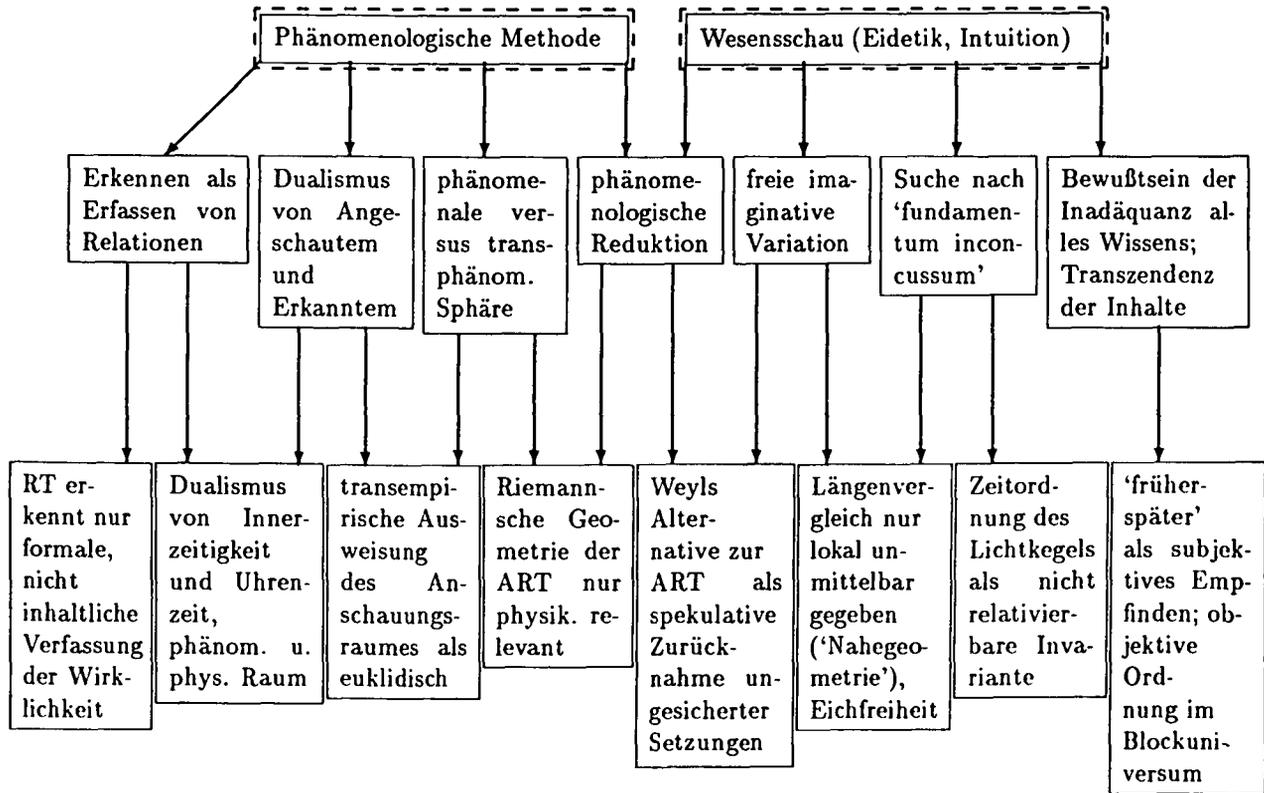 Phänomenologische Methode
Wesensschau (Eidetik, Intuition)
Erkennen als
Erfassen von
Relationen
Dualismus
von Ange-
schautem
und
Erkanntem
phänome-
nale ver-
sus trans-
phänom.
Sphäre
phänome-
nologische
Reduktion
freie ima-
ginative
Variation
Suche nach
‘fundamen-
tum incon-
cussum’
Bewußtsein der
Inadäquanz al-
les Wissens;
Transzendenz
der Inhalte
RT er-
kennt nur
formale,
nicht
inhaltliche
Verfassung
der Wirk-
lichkeit
Dualismus
von Inner-
zeitigkeit
und Uhren-
zeit,
phänom. u.
phys. Raum
transempi-
rische Aus-
weisung
des An-
schauungs-
raumes als
euklidisch
Riemann-
sche Geo-
metrie der
ART nur
physik. re-
levant
Weyls
Alter-
native zur
ART als
spekulative
Zurück-
nahme un-
gesicherter
Setzungen
Längenver-
gleich nur
lokal un-
mittelbar
gegeben
(‘Nahegeo-
metrie’),
Eichfreiheit
Zeitord-
nung des
Lichtkegels
als nicht
relativier-
bare Inva-
riante
‘früher-
später’
als subjek-
tives Emp-
finden; ob-
jektive
Ord-
nung im
Blockuni-
versum